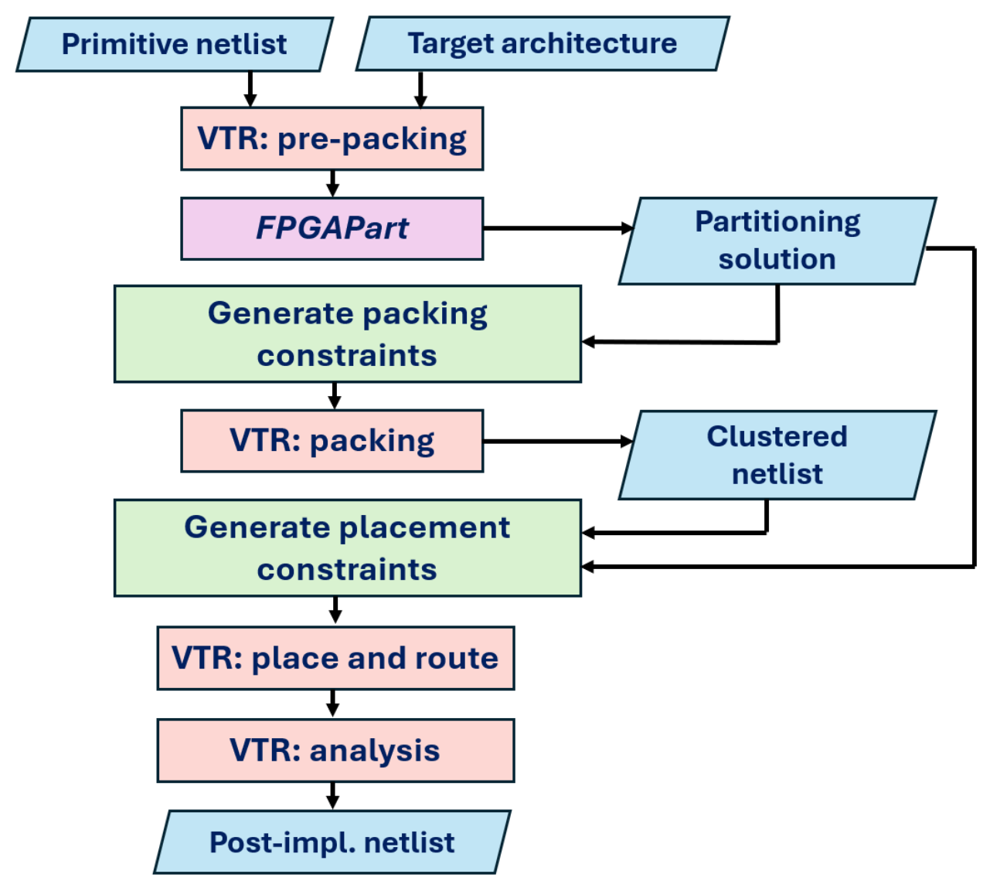 Primitive netlist
Target architecture
VTR: pre-packing
FPGAPart
Partitioning
solution
Generate packing
constraints
VTR: packing
Clustered
netlist
Generate placement
constraints
VTR: place and route
VTR: analysis
Post-impl. netlist